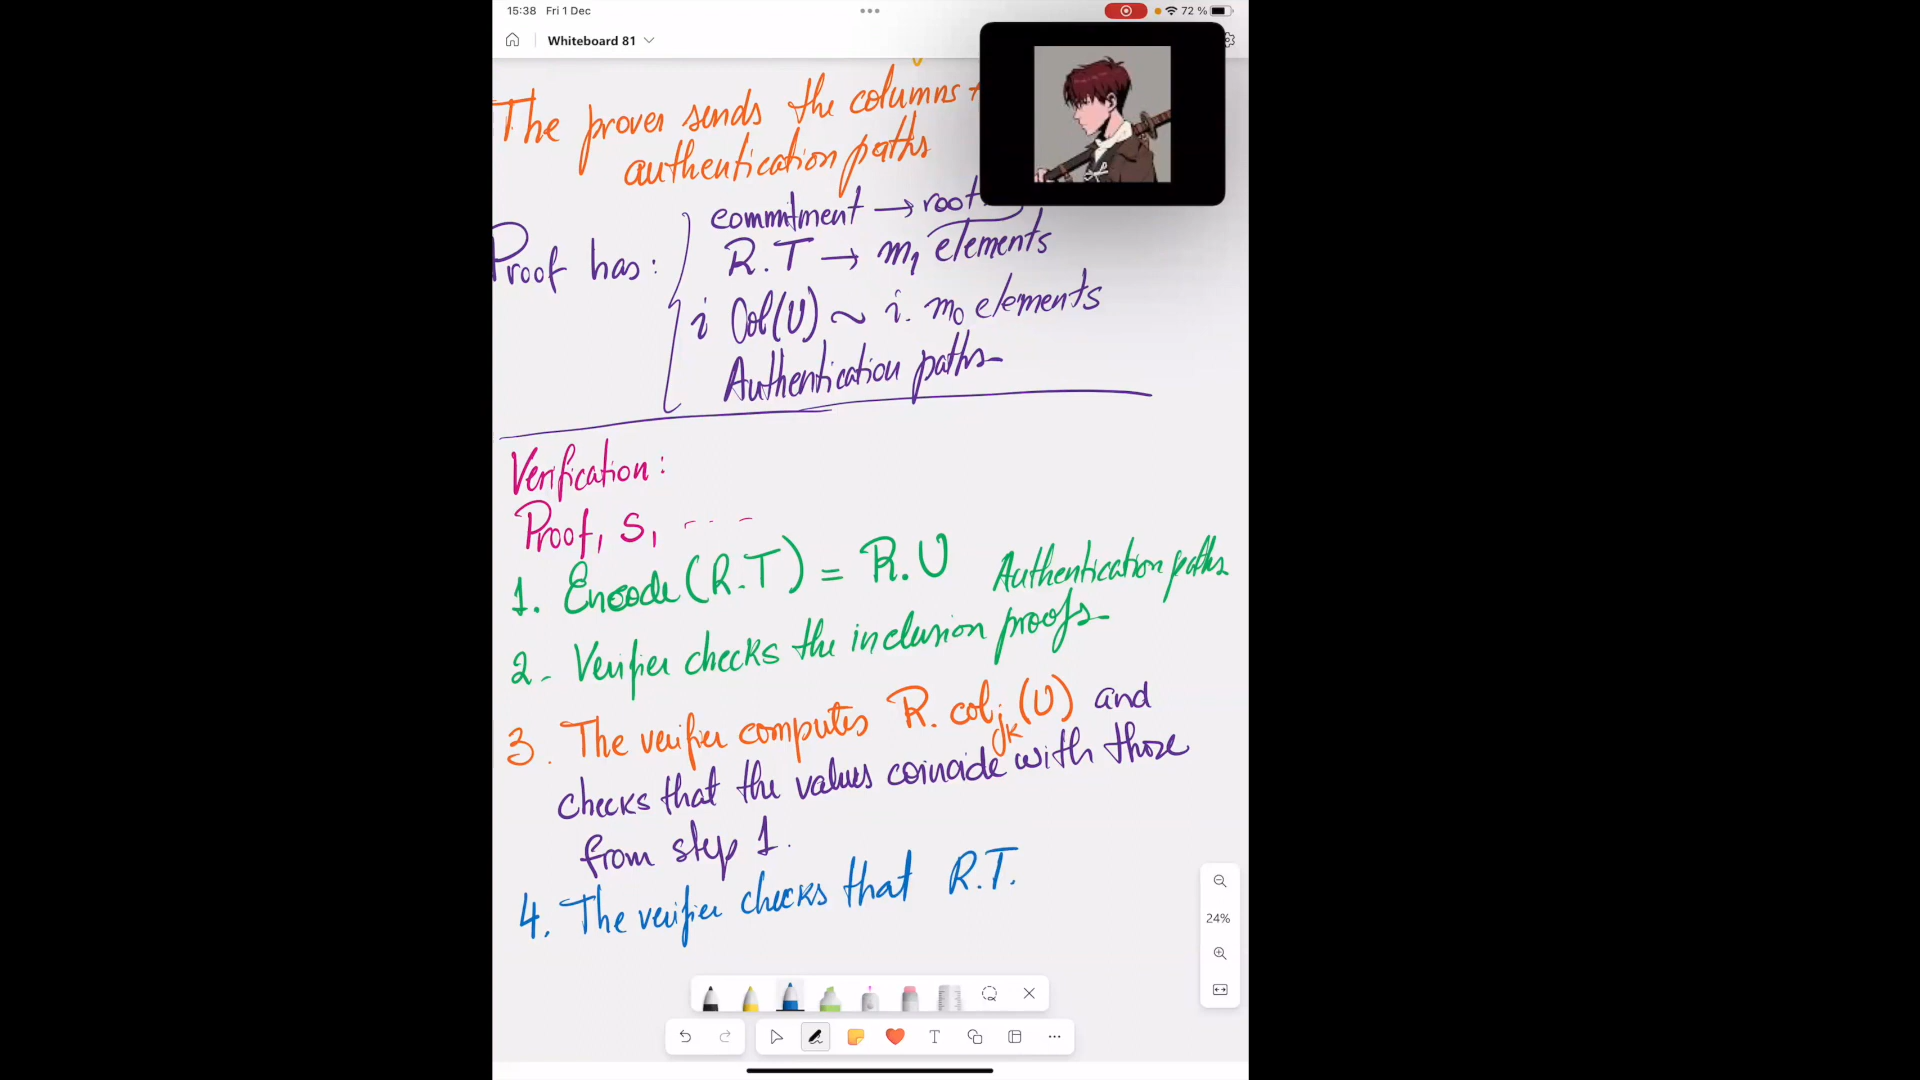 15:38 Fri 1 Dec
72 %
Whiteboard 81
The prover sends the columns +
authentication paths
commitment → root
Proof has:
R.T → m₁ elements
i Col(U) ~ i. m₀ elements
Authentication paths
Verification:
Proof, S, ----
1. Encode(R.T) = R.U Authentication paths
2- Verifier checks the inclusion proofs
3. The verifier computes R. col_jk (U) and
checks that the values coincide with those
from step 1.
4. The verifier checks that R.T.
24%